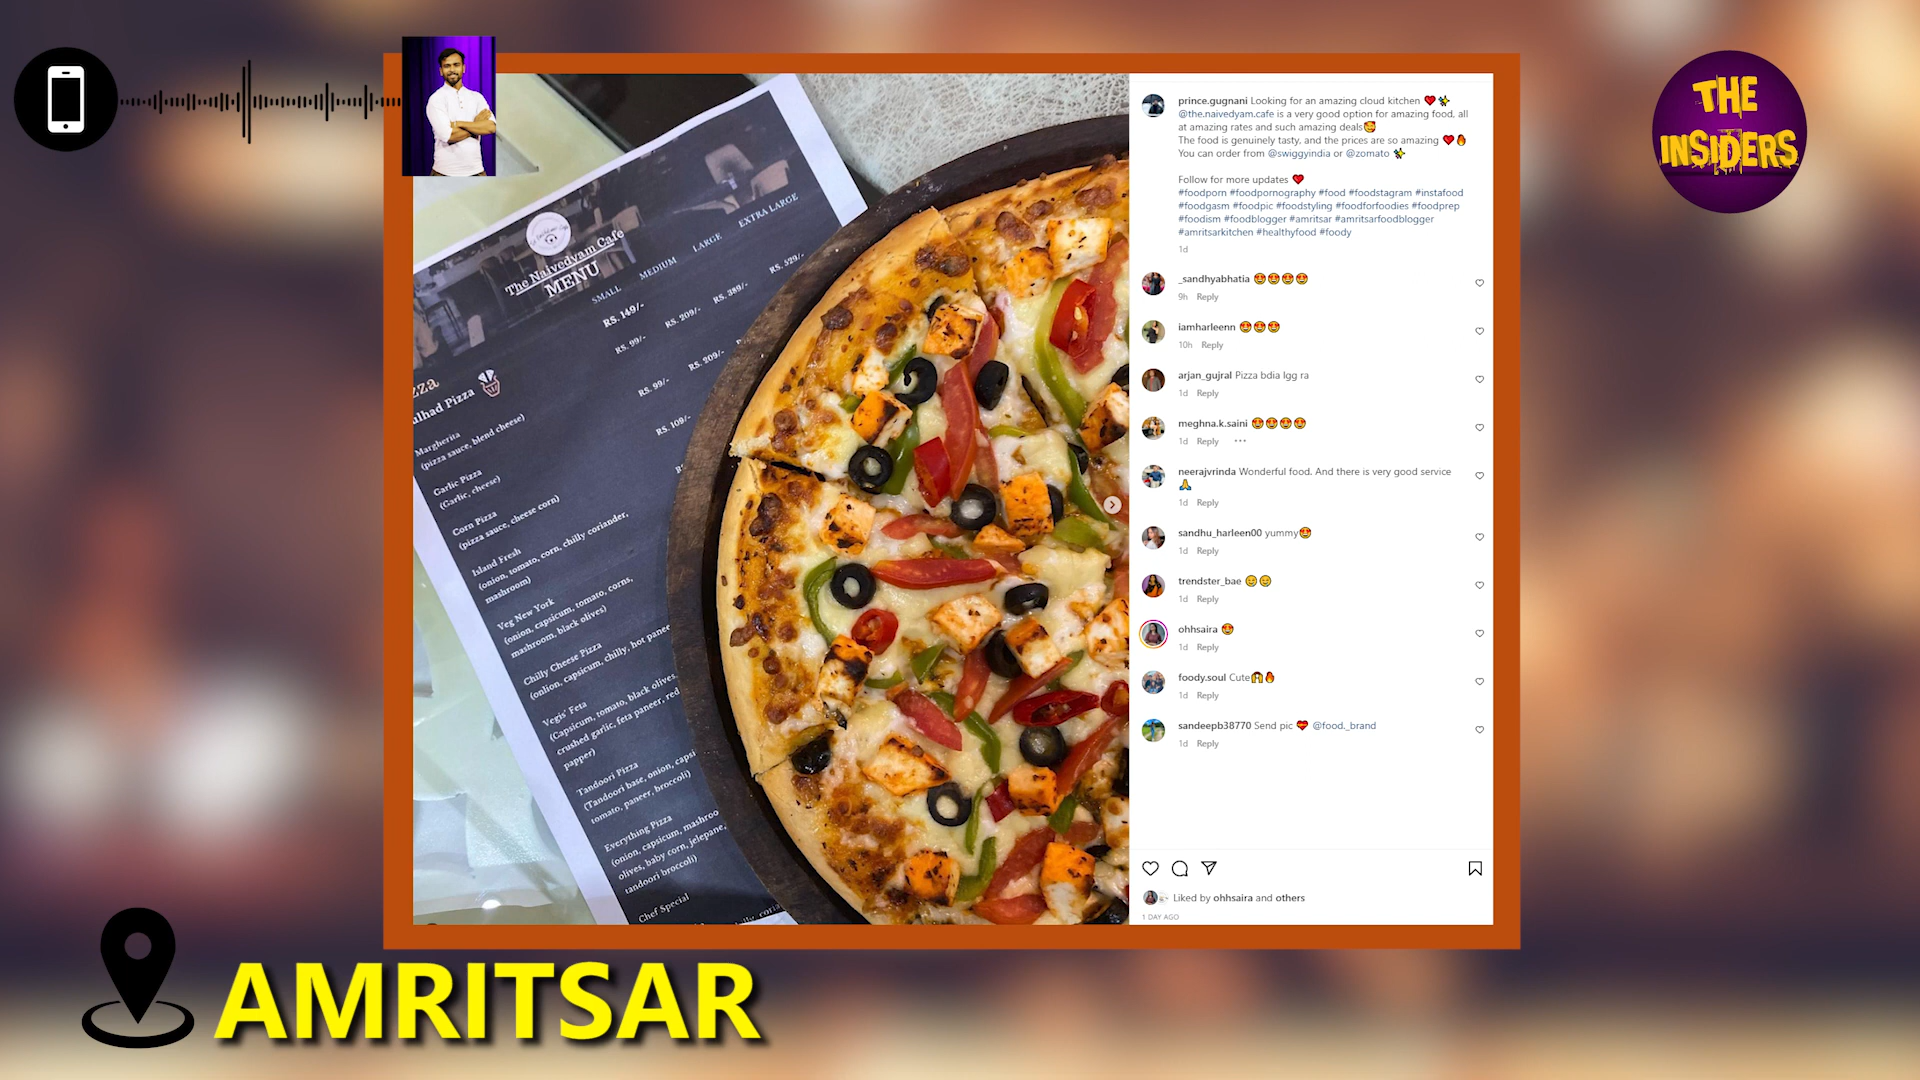 THE
INSIDERS
The Naivedyam Cafe
MENU
SMALL
MEDIUM
LARGE
EXTRA LARGE
RS. 149/-
RS. 99/-
RS. 209/-
RS. 389/-
RS. 529/-
RS. 99/-
RS. 209/-
RS. 109/-
Margherita
(pizza sauce, blend cheese)
Garlic Pizza
(Garlic, cheese)
Corn Pizza
(pizza sauce, cheese corn)
Island Fresh
(onion, tomato, corn, chilly coriander,
mashroom)
Veg New York
(onion, capsicum, tomato, corns,
mashroom, black olives)
Chilly Cheese Pizza
(onlion, capsicum, chilly, hot
Vegis' Feta
(Capsicum, tomato, black olives,
crushed garlic, feta paneer, red
papper)
Tandoori Pizza
(Tandoori base, onion,
tomato, paneer, broccoli)
Everything Pizza
(onion, capsicum,
olives, baby corn, jelepane,
tandoori broccoli)
Chef Special
prince.gugnani Looking for an amazing cloud kitchen ❤️✨
@the.naivedyam.cafe is a very good option for amazing food, all
at amazing rates and such amazing deals🥰
The food is genuinely tasty, and the prices are so amazing ❤️🔥
You can order from @swiggyindia or @zomato ✨
Follow for more updates ❤️
#foodporn #foodpornography #food #foodstagram #instafood
#foodgasm #foodpic #foodstyling #foodforfoodies #foodprep
#foodism #foodblogger #amritsar #amritsarfoodblogger
#amritsarkitchen #healthyfood #foody
1d
_sandhyabhatia 😍😍😍😍
9h Reply
iamharleenn 😍😍😍
10h Reply
arjan_gujral Pizza bdia lgg ra
1d Reply
meghna.k.saini 😍😍😍😍
1d Reply •••
neerajvrinda Wonderful food. And there is very good service
🙏
1d Reply
sandhu_harleen00 yummy😍
1d Reply
trendster_bae 😊😊
1d Reply
ohhsaira 😍
1d Reply
foody.soul Cute🙌🔥
1d Reply
sandeepb38770 Send pic ❤️ @food._brand
1d Reply
Liked by ohhsaira and others
1 DAY AGO
AMRITSAR